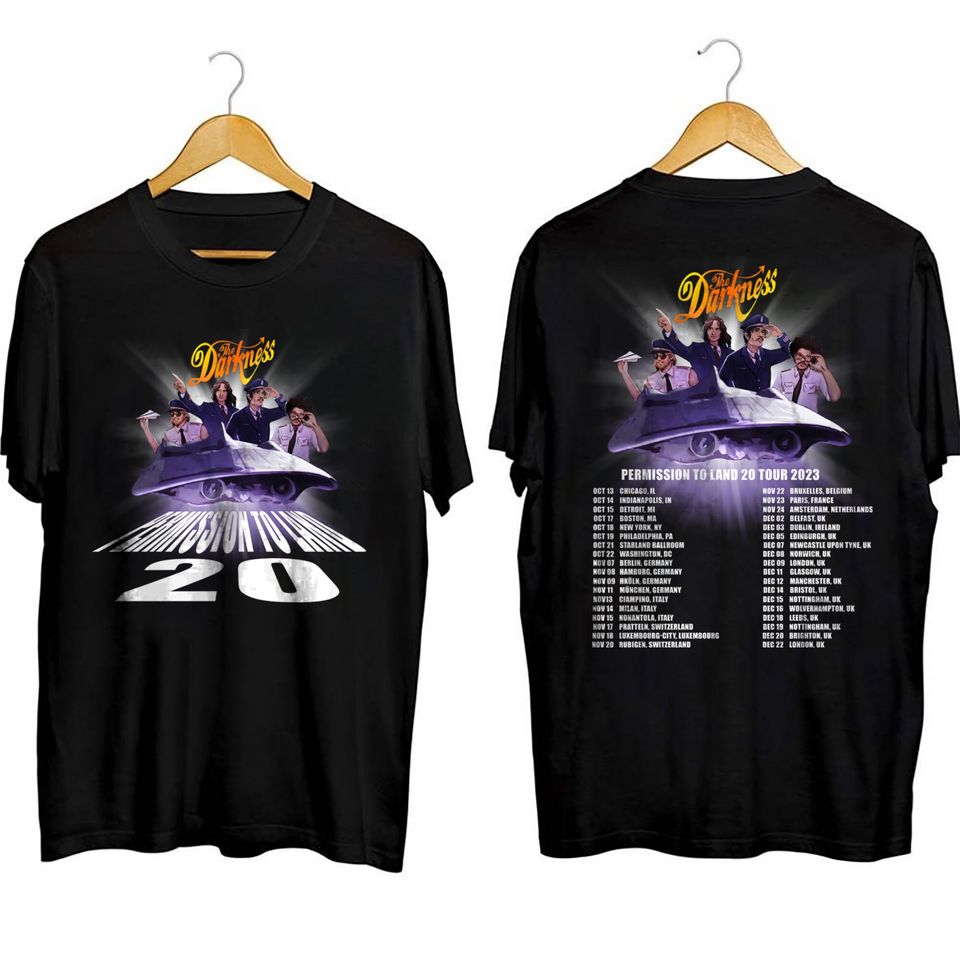 The
Darkness
PERMISSION TO LAND
20
The
Darkness
PERMISSION TO LAND 20 TOUR 2023
OCT 13 CHICAGO, IL
OCT 14 INDIANAPOLIS, IN
OCT 15 DETROIT, MI
OCT 17 BOSTON, MA
OCT 18 NEW YORK, NY
OCT 19 PHILADELPHIA, PA
OCT 21 STARLAND BALLROOM
OCT 22 WASHINGTON, DC
NOV 07 BERLIN, GERMANY
NOV 08 HAMBURG, GERMANY
NOV 09 HKÖLN, GERMANY
NOV 11 MÜNCHEN, GERMANY
NOV13 CIAMPINO, ITALY
NOV 14 MILAN, ITALY
NOV 15 NONANTOLA, ITALY
NOV 17 PRATTELN, SWITZERLAND
NOV 18 LUXEMBOURG-CITY, LUXEMBOURG
NOV 20 RUBIGEN, SWITZERLAND
NOV 22 BRUXELLES, BELGIUM
NOV 23 PARIS, FRANCE
NOV 24 AMSTERDAM, NETHERLANDS
DEC 02 BELFAST, UK
DEC 03 DUBLIN, IRELAND
DEC 05 EDINBURGH, UK
DEC 07 NEWCASTLE UPON TYNE, UK
DEC 08 NORWICH, UK
DEC 09 LONDON, UK
DEC 11 GLASGOW, UK
DEC 12 MANCHESTER, UK
DEC 14 BRISTOL, UK
DEC 15 NOTTINGHAM, UK
DEC 16 WOLVERHAMPTON, UK
DEC 18 LEEDS, UK
DEC 19 NOTTINGHAM, UK
DEC 20 BRIGHTON, UK
DEC 22 LONDON, UK